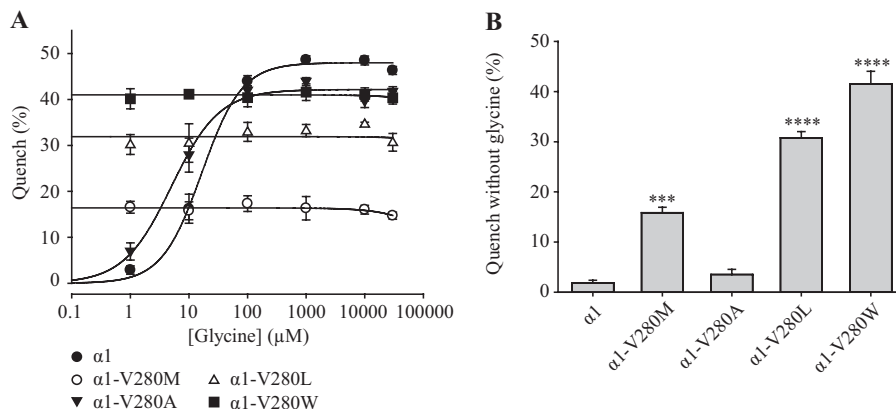 A
50
40
30
20
10
0
Quench (%)
0.1 1 10 100 1000 10000 100000
[Glycine] (µM)
α1
α1-V280M
α1-V280A
α1-V280L
α1-V280W
B
50
40
30
20
10
0
Quench without glycine (%)
***
****
****
α1
α1-V280M
α1-V280A
α1-V280L
α1-V280W